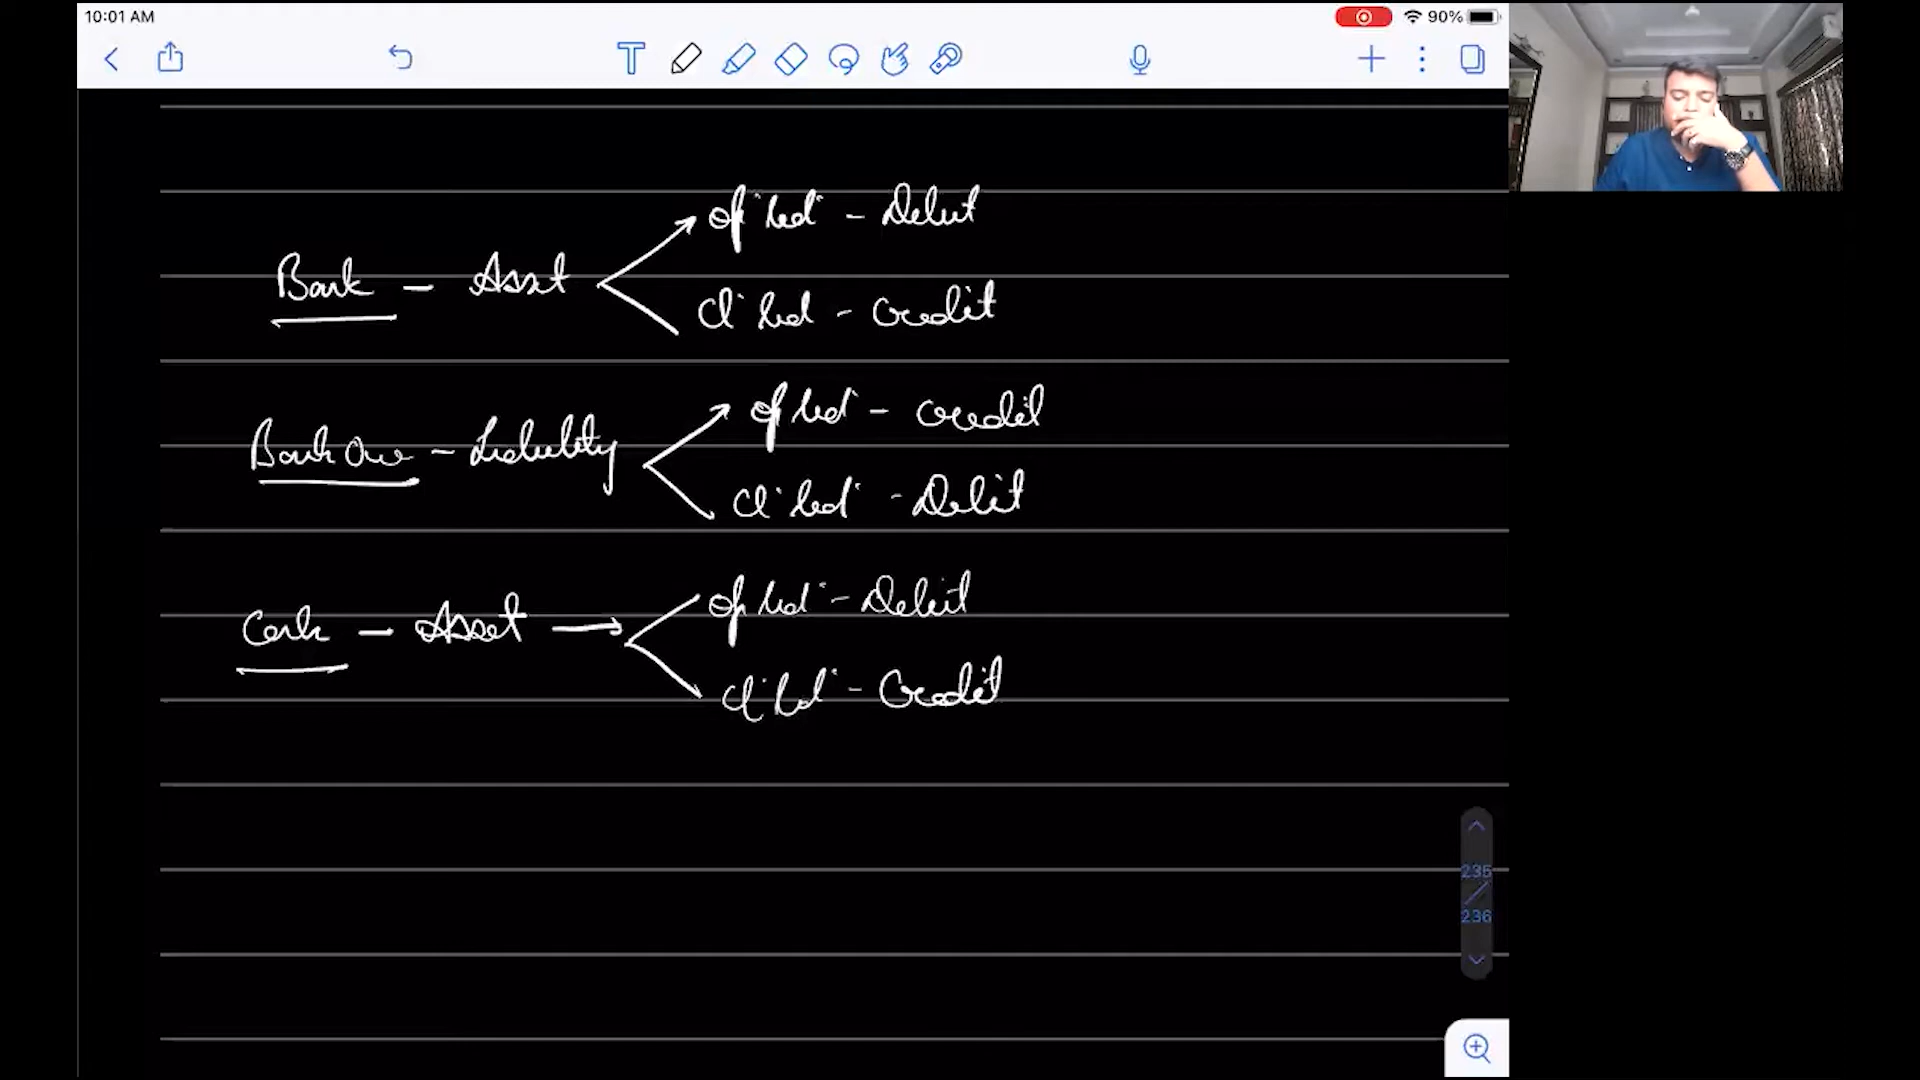 10:01 AM
90%
T
op bal - Debit
Bank - Asset
Cl bal - Credit
op bal - Credit
Bank Over - Liability
Cl bal - Debit
op bal - Debit
Cash - Asset
Cl bal - Credit
235
236